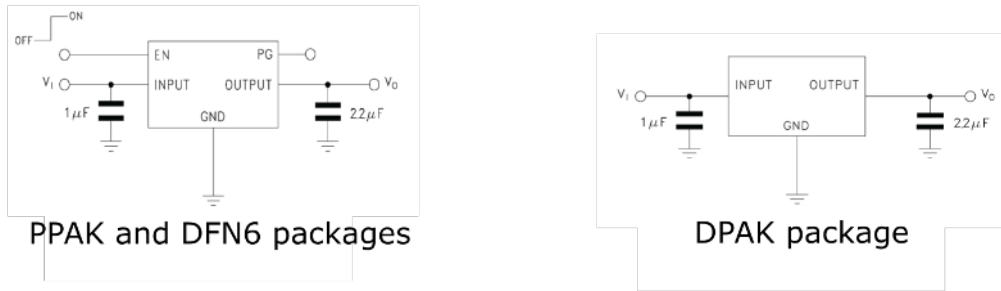 ON
OFF
EN PG
VI INPUT OUTPUT VO
1μF GND 2.2μF
PPAK and DFN6 packages
INPUT OUTPUT
VI VO
1μF GND 2.2μF
DPAK package